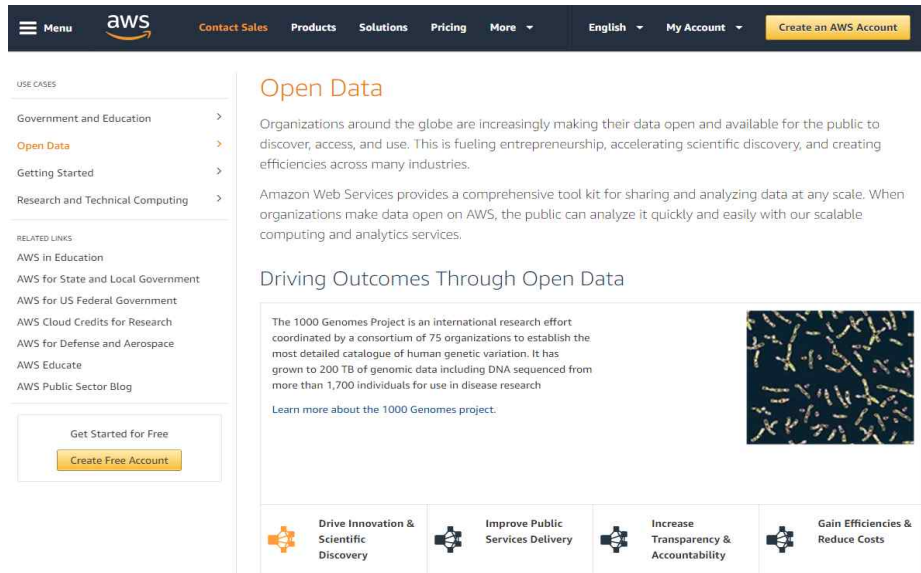 Menu
aws
Contact Sales
Products
Solutions
Pricing
More
English
My Account
Create an AWS Account
USE CASES
Government and Education
Open Data
Getting Started
Research and Technical Computing
RELATED LINKS
AWS in Education
AWS for State and Local Government
AWS for US Federal Government
AWS Cloud Credits for Research
AWS for Defense and Aerospace
AWS Educate
AWS Public Sector Blog
Get Started for Free
Create Free Account
Open Data
Organizations around the globe are increasingly making their data open and available for the public to
discover, access, and use. This is fueling entrepreneurship, accelerating scientific discovery, and creating
efficiencies across many industries.
Amazon Web Services provides a comprehensive tool kit for sharing and analyzing data at any scale. When
organizations make data open on AWS, the public can analyze it quickly and easily with our scalable
computing and analytics services.
Driving Outcomes Through Open Data
The 1000 Genomes Project is an international research effort
coordinated by a consortium of 75 organizations to establish the
most detailed catalogue of human genetic variation. It has
grown to 200 TB of genomic data including DNA sequenced from
more than 1,700 individuals for use in disease research
Learn more about the 1000 Genomes project.
Drive Innovation &
Scientific
Discovery
Improve Public
Services Delivery
Increase
Transparency &
Accountability
Gain Efficiencies &
Reduce Costs